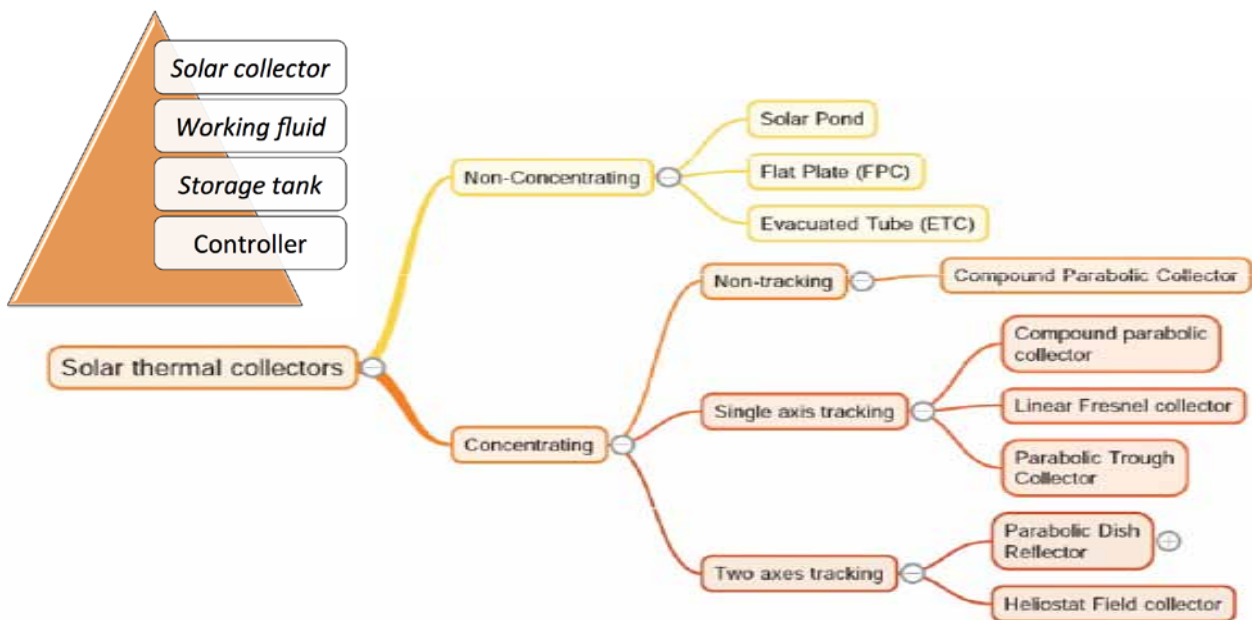 Solar collector
Working fluid
Storage tank
Controller
Solar thermal collectors
Non-Concentrating
Solar Pond
Flat Plate (FPC)
Evacuated Tube (ETC)
Concentrating
Non-tracking
Compound Parabolic Collector
Single axis tracking
Compound parabolic
collector
Linear Fresnel collector
Parabolic Trough
Collector
Two axes tracking
Parabolic Dish
Reflector
Heliostat Field collector